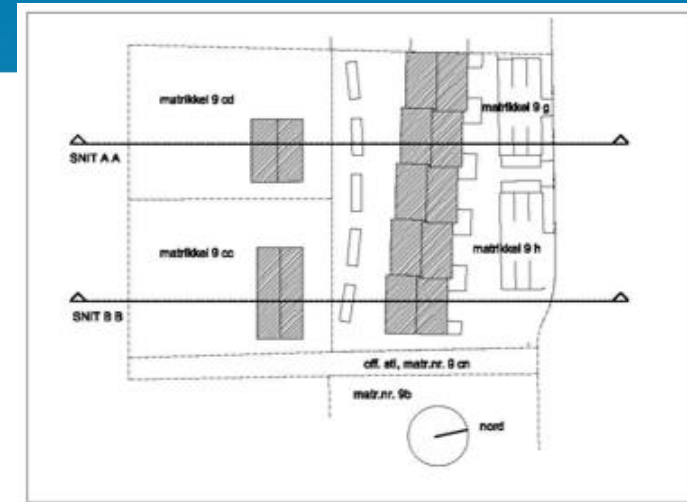 matrikkel 9 cd
matrikkel 9 g
SNIT A A
matrikkel 9 cc
matrikkel 9 h
SNIT B B
off. sti, matr.nr. 9 cn
matr.nr. 9b
nord